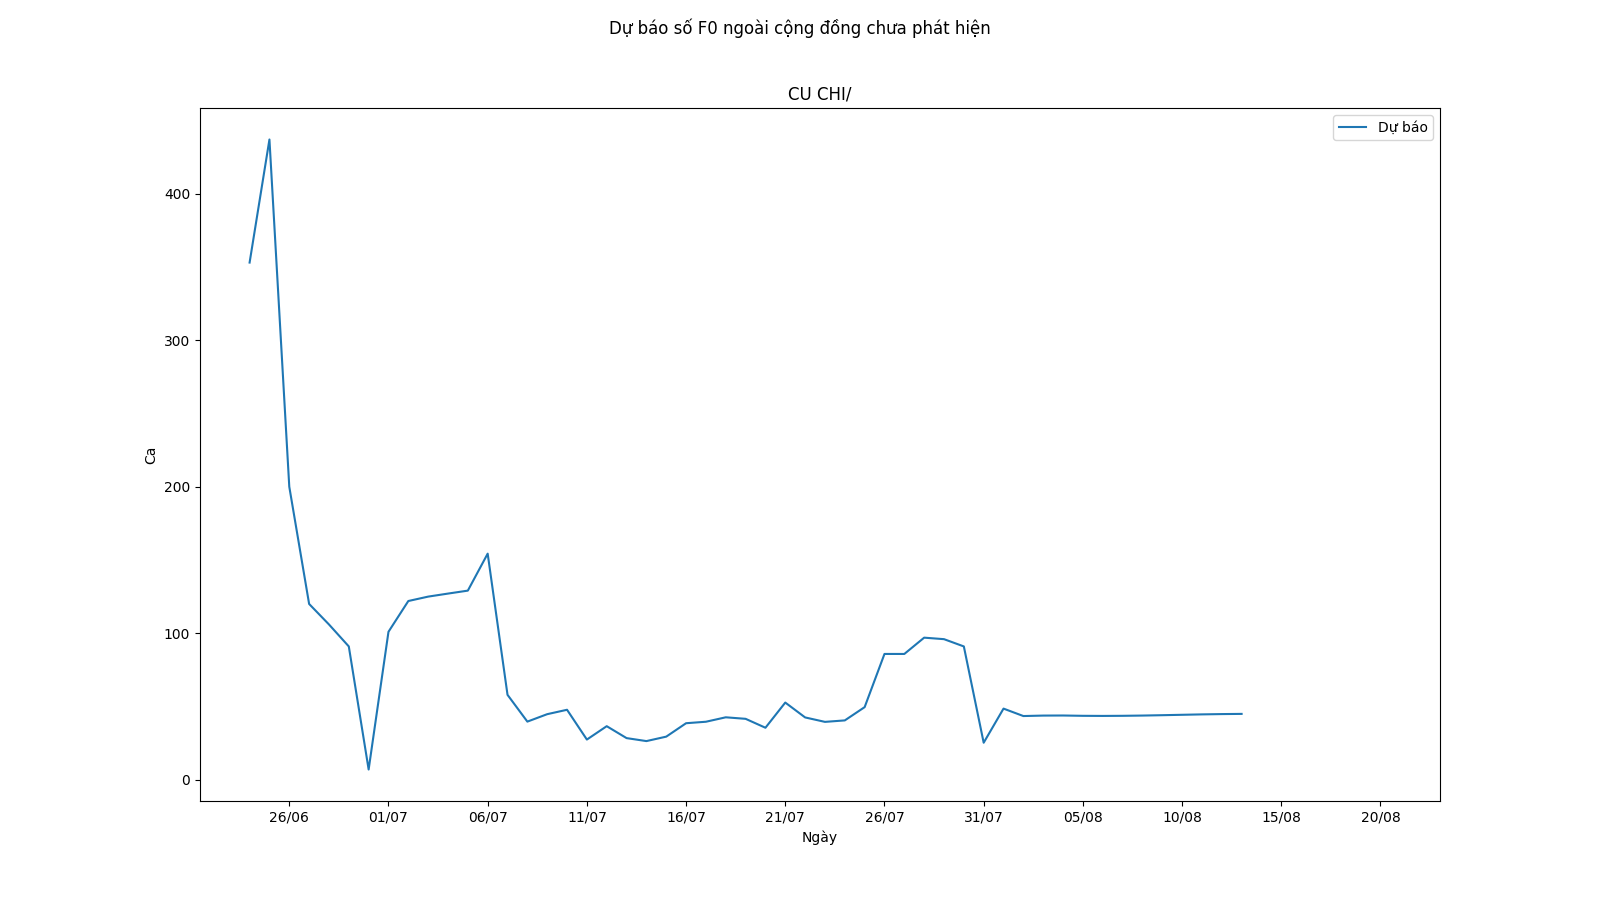 Dự báo số F0 ngoài cộng đồng chưa phát hiện
CU CHI/
Dự báo
400
300
200
100
0
Ca
26/06 01/07 06/07 11/07 16/07 21/07 26/07 31/07 05/08 10/08 15/08 20/08
Ngày